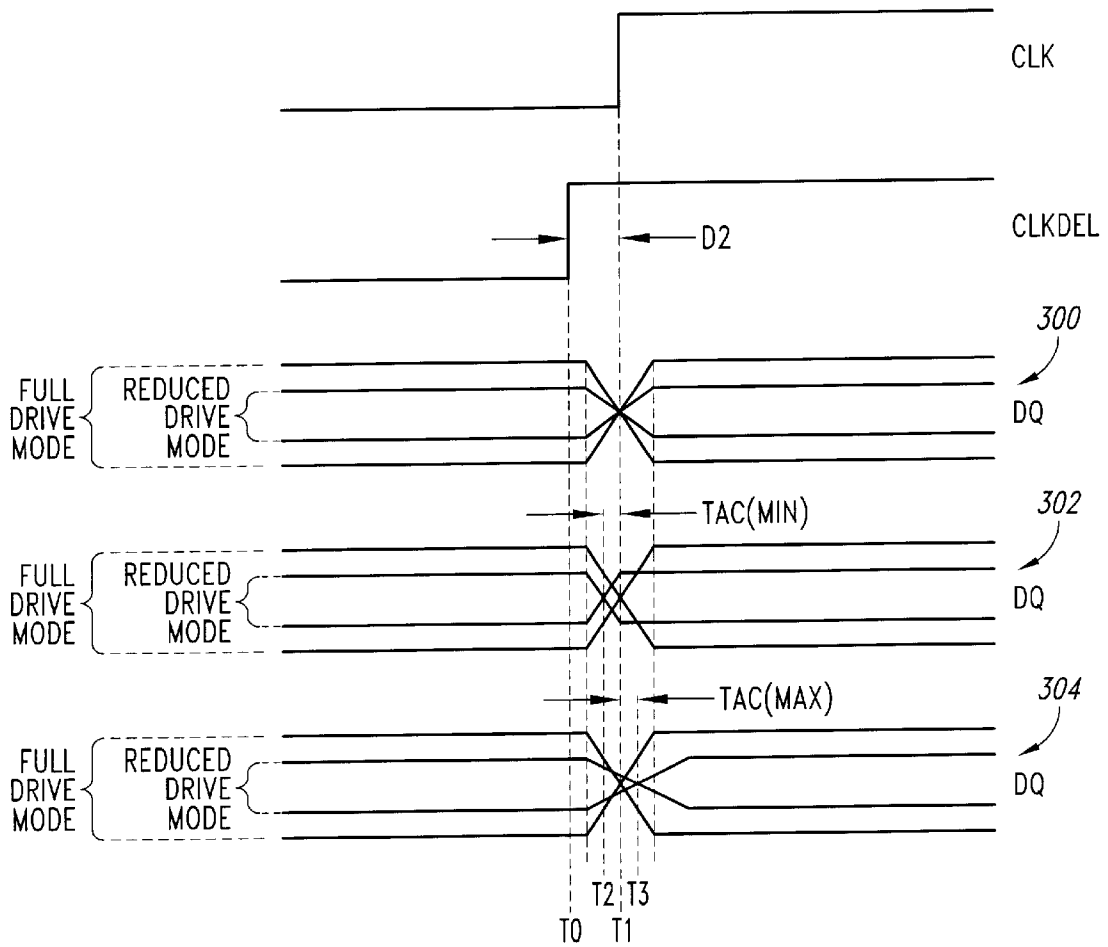 CLK
CLKDEL
D2
300
FULL
DRIVE
MODE
REDUCED
DRIVE
MODE
DQ
TAC(MIN)
302
FULL
DRIVE
MODE
REDUCED
DRIVE
MODE
DQ
TAC(MAX)
304
FULL
DRIVE
MODE
REDUCED
DRIVE
MODE
DQ
T2 T3
T0 T1